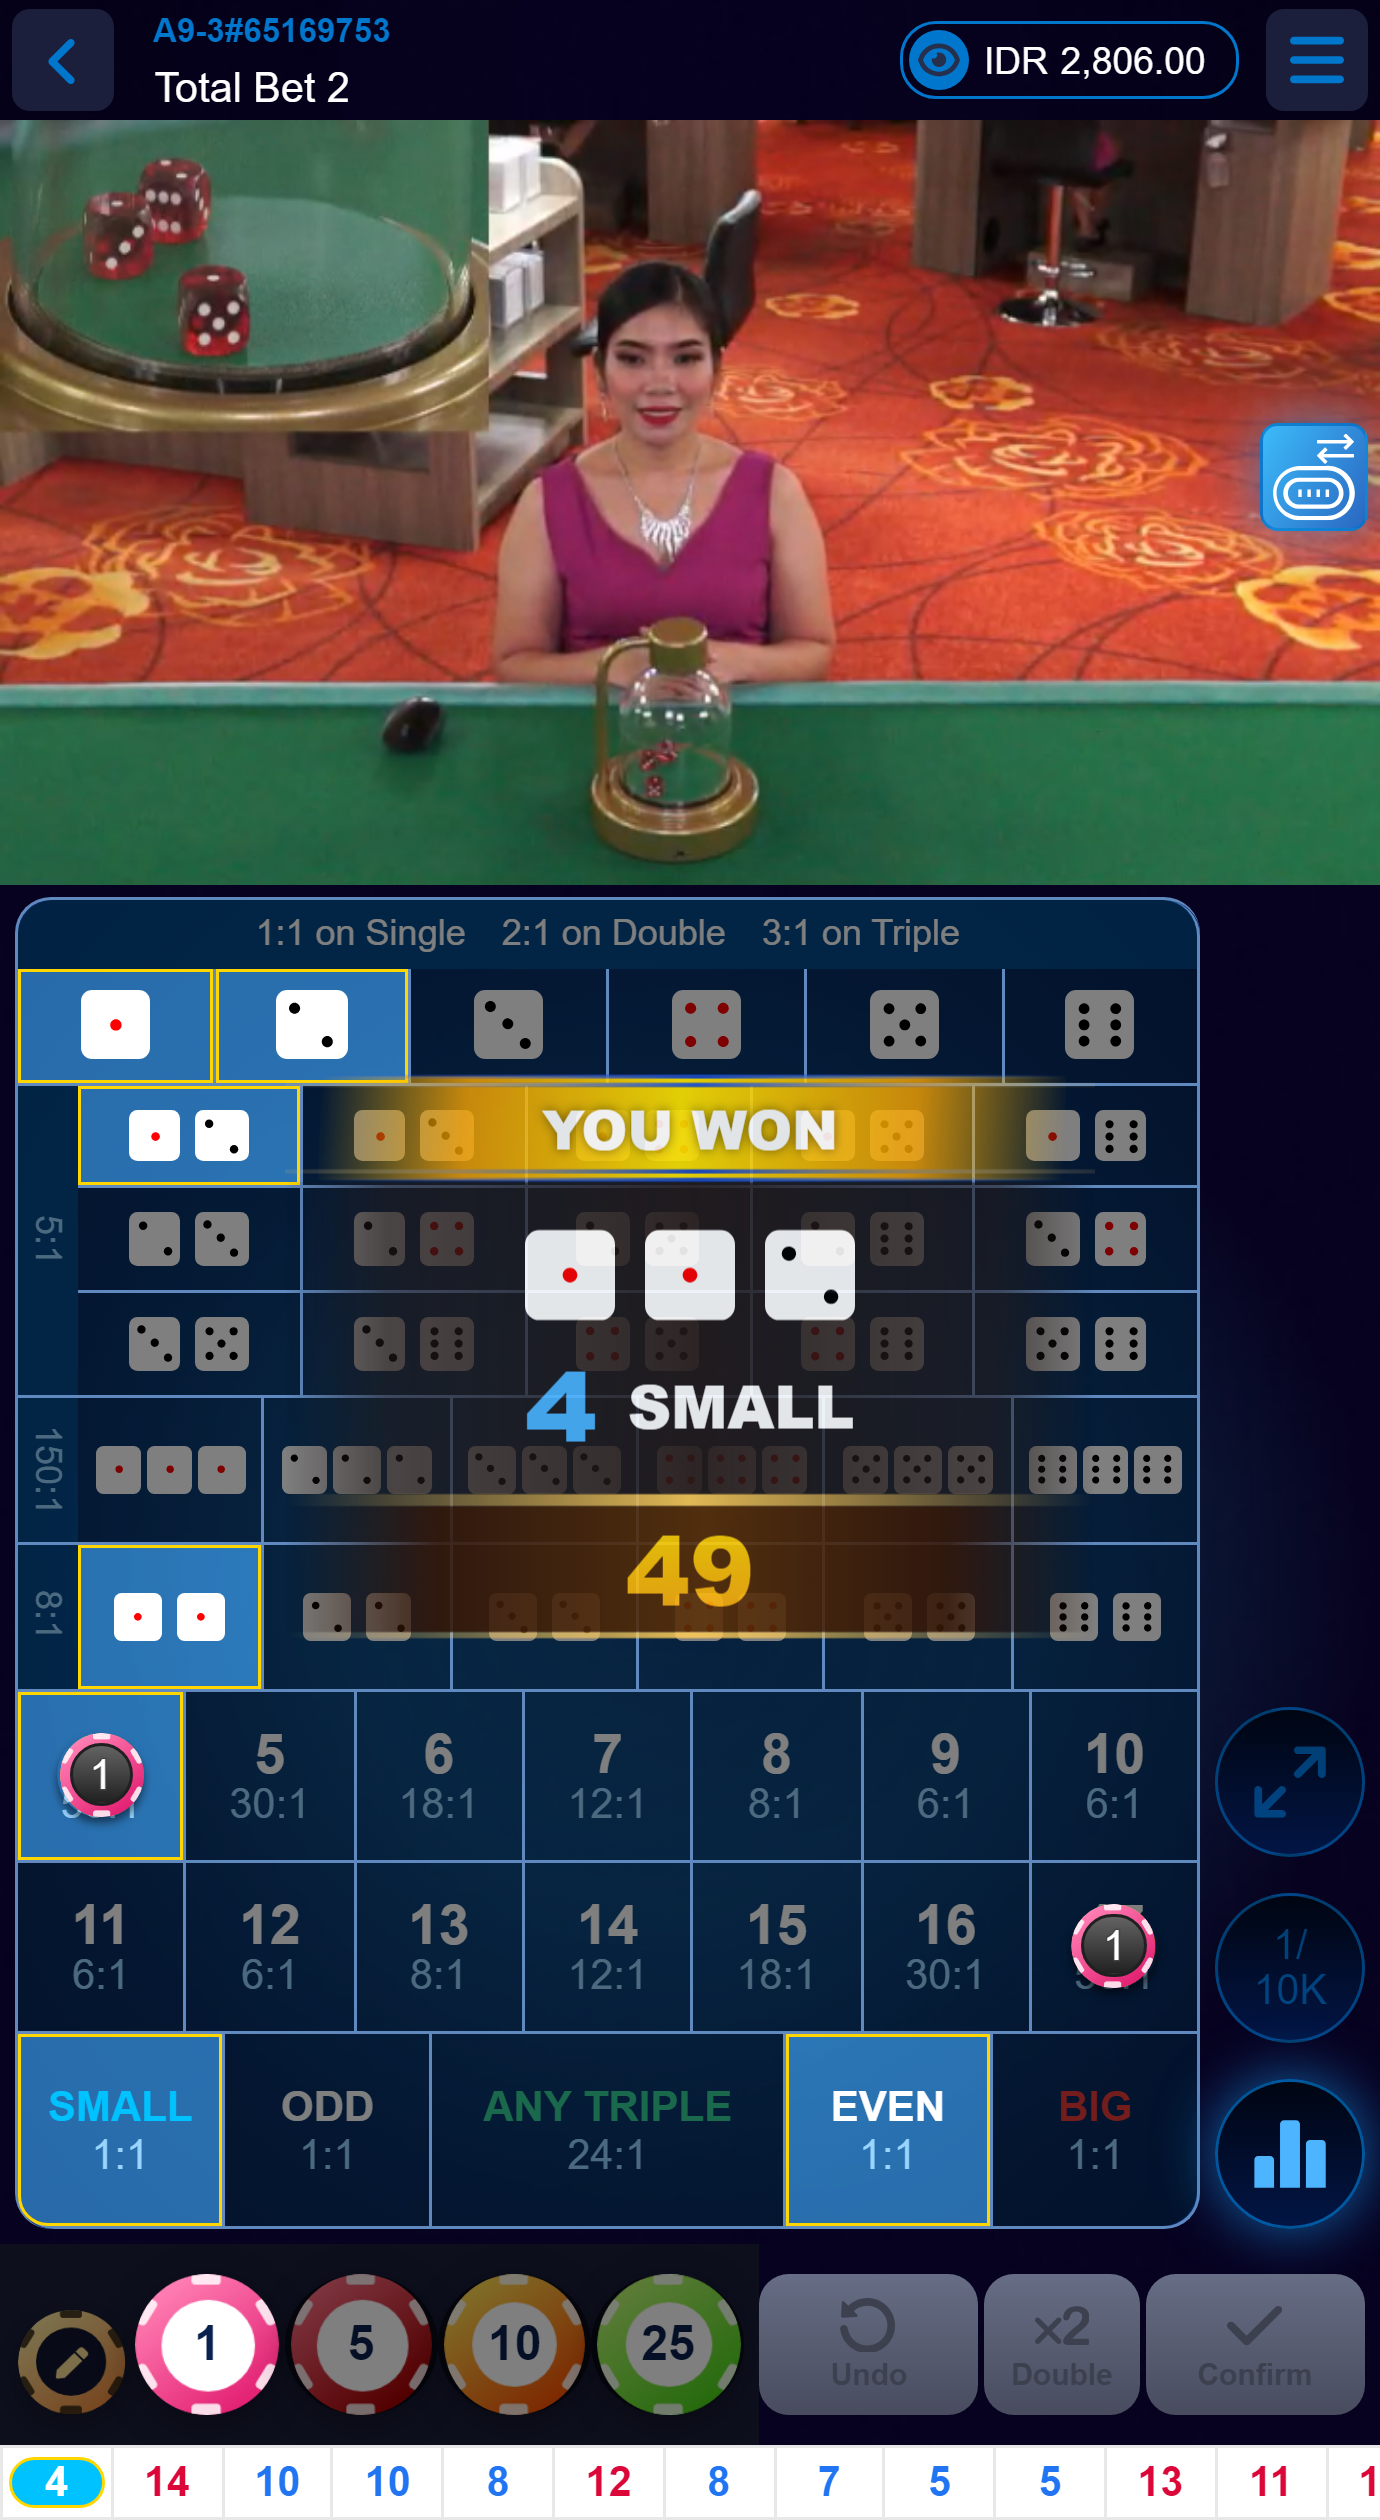 A9-3#65169753
Total Bet 2
IDR 2,806.00
1:1 on Single 2:1 on Double 3:1 on Triple
YOU WON
5:1
4 SMALL
150:1
49
8:1
1 5 6 7 8 9 10
30:1 18:1 12:1 8:1 6:1 6:1
11 12 13 14 15 16 1
6:1 6:1 8:1 12:1 18:1 30:1
1/
10K
SMALL ODD ANY TRIPLE EVEN BIG
1:1 1:1 24:1 1:1 1:1
1 5 10 25
x2
Undo Double Confirm
4 14 10 10 8 12 8 7 5 5 13 11